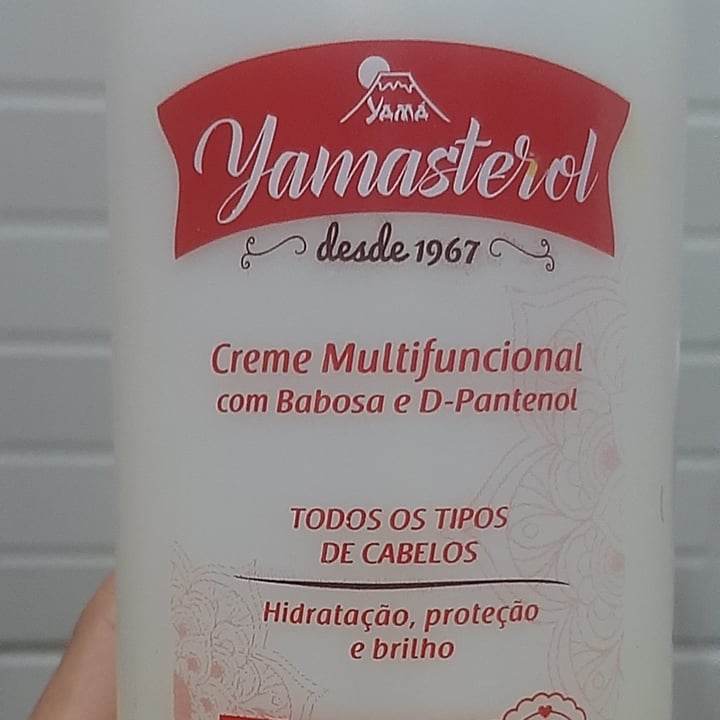 YAMÁ
Yamasterol
desde 1967
Creme Multifuncional
com Babosa e D-Pantenol
TODOS OS TIPOS
DE CABELOS
Hidratação, proteção
e brilho